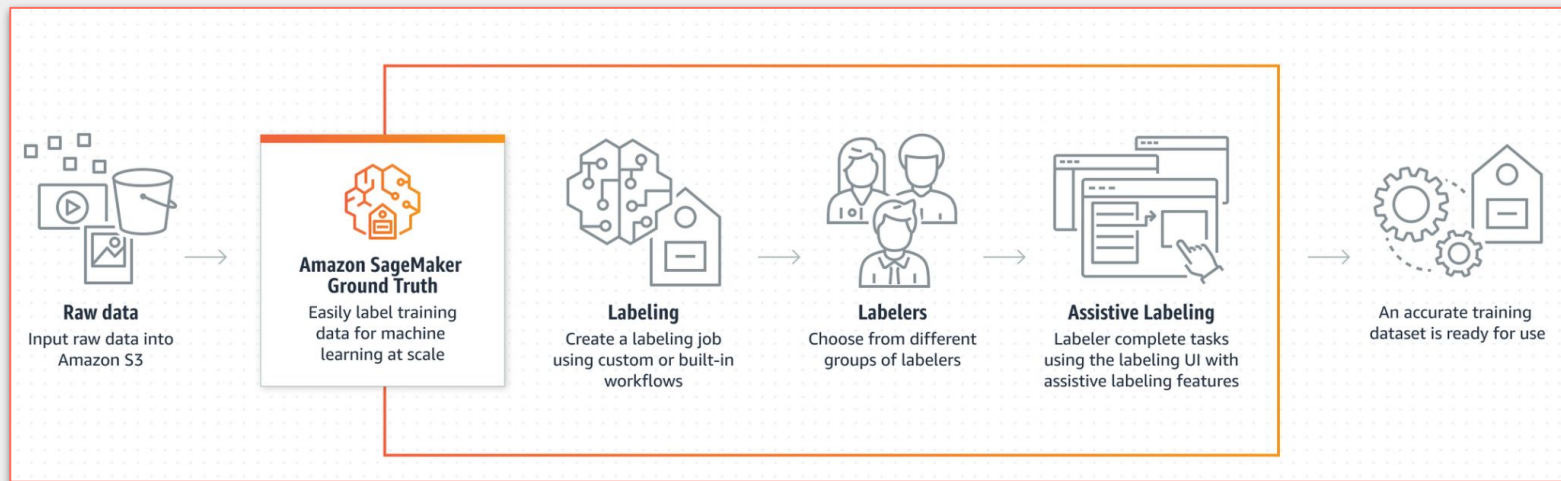 Raw data
Input raw data into
Amazon S3
Amazon SageMaker
Ground Truth
Easily label training
data for machine
learning at scale
Labeling
Create a labeling job
using custom or built-in
workflows
Labelers
Choose from different
groups of labelers
Assistive Labeling
Labeler complete tasks
using the labeling UI with
assistive labeling features
An accurate training
dataset is ready for use